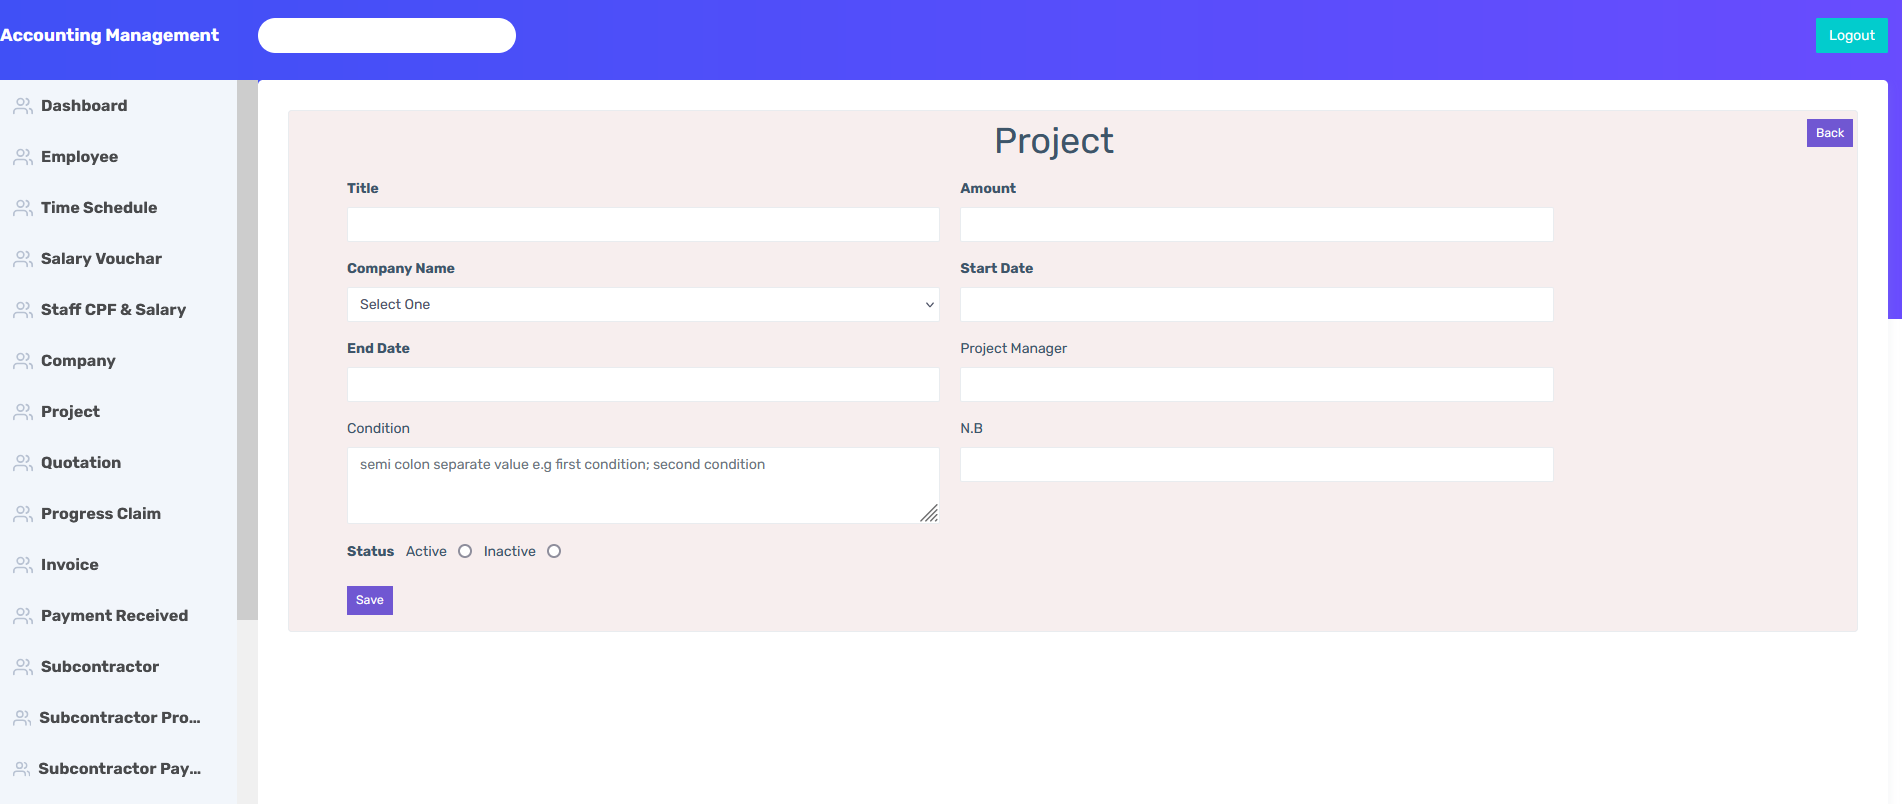 Accounting Management
Logout
Dashboard
Employee
Time Schedule
Salary Vouchar
Staff CPF & Salary
Company
Project
Quotation
Progress Claim
Invoice
Payment Received
Subcontractor
Subcontractor Pro...
Subcontractor Pay...
Project
Back
Title
Amount
Company Name
Start Date
Select One
End Date
Project Manager
Condition
N.B
semi colon separate value e.g first condition; second condition
Status Active Inactive
Save